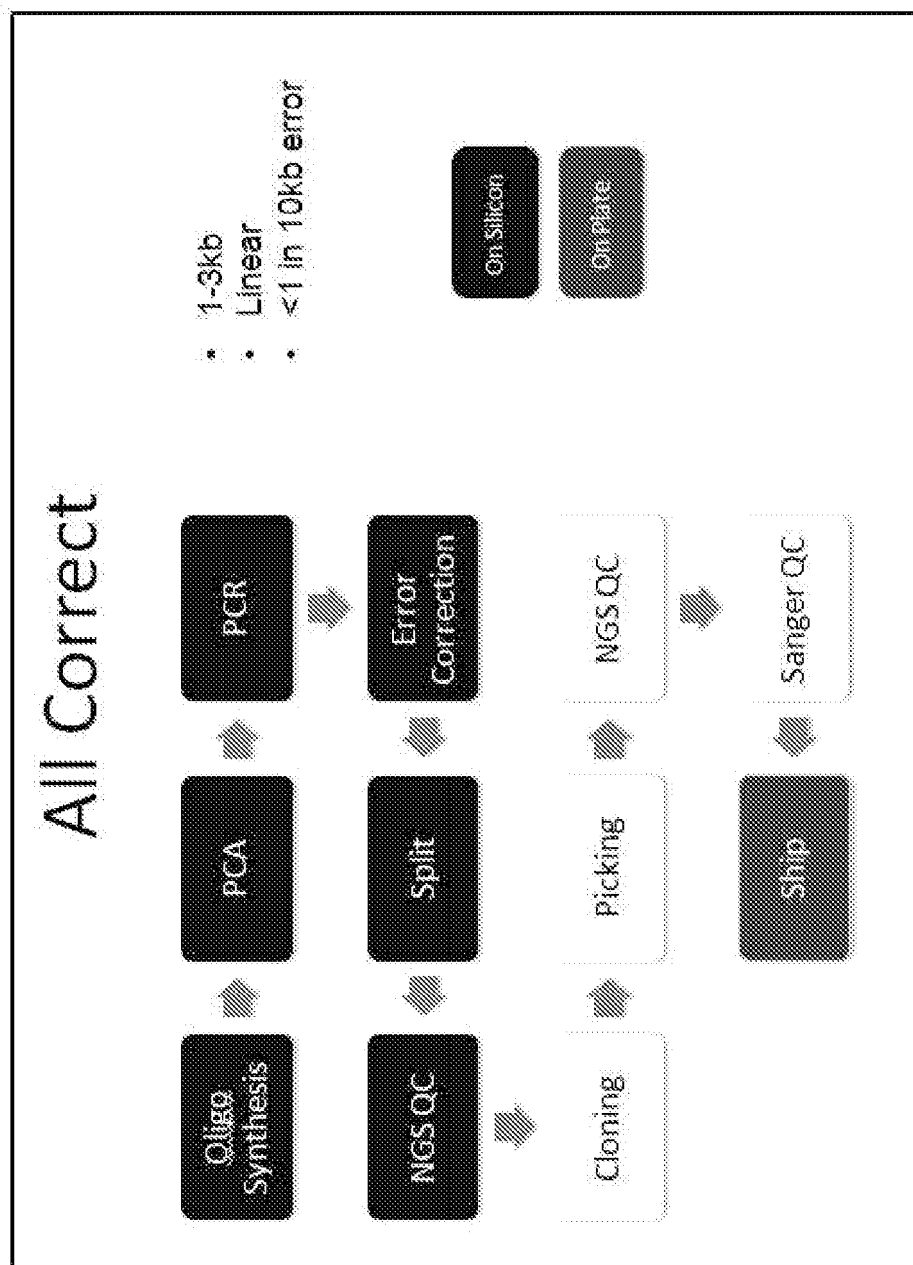 All Correct
Oligo
Synthesis
PCA
PCR
Error
Correction
Split
NGS QC
Cloning
Picking
NGS QC
Sanger QC
Ship
• 1-3kb
• Linear
• <1 in 10kb error
On Silicon
On Plate